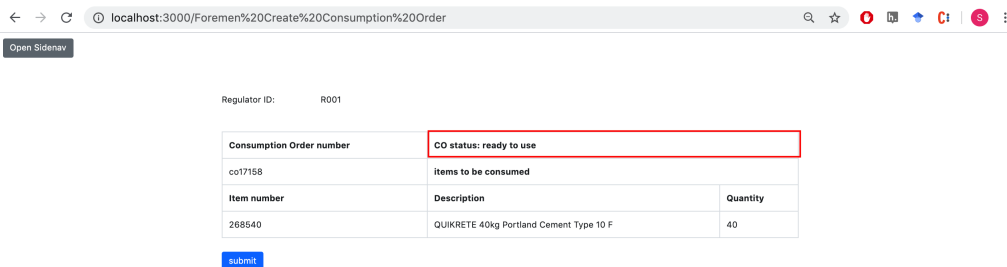 localhost:3000/Foremen%20Create%20Consumption%20Order
h.
C
S
Open Sidenav
Regulator ID: R001
Consumption Order number CO status: ready to use
co17158 items to be consumed
Item number Description Quantity
268540 QUIKRETE 40kg Portland Cement Type 10 F 40
submit